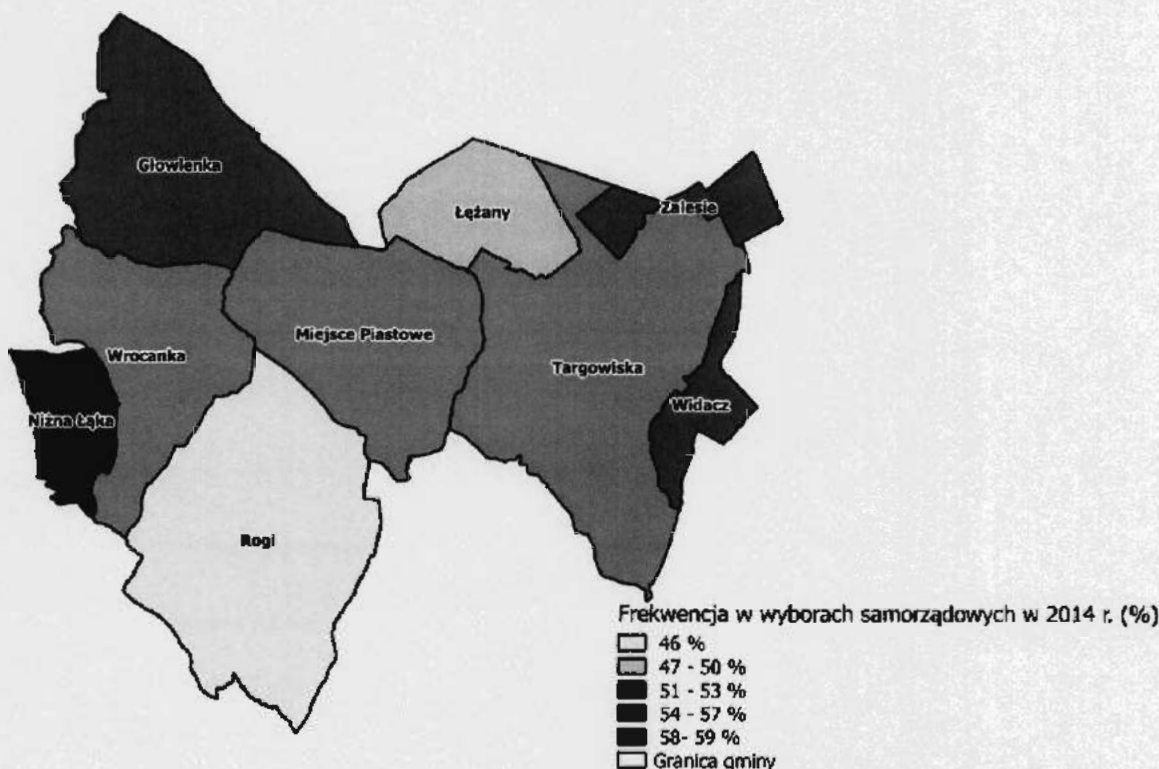 Głowienka
Łężany
Zalesie
Miejsce Piastowe
Wrocanka
Targowiska
Widacz
Niżna Łąka
Rogi
Frekwencja w wyborach samorządowych w 2014 r. (%)
46 %
47 - 50 %
51 - 53 %
54 - 57 %
58- 59 %
Granica gminy